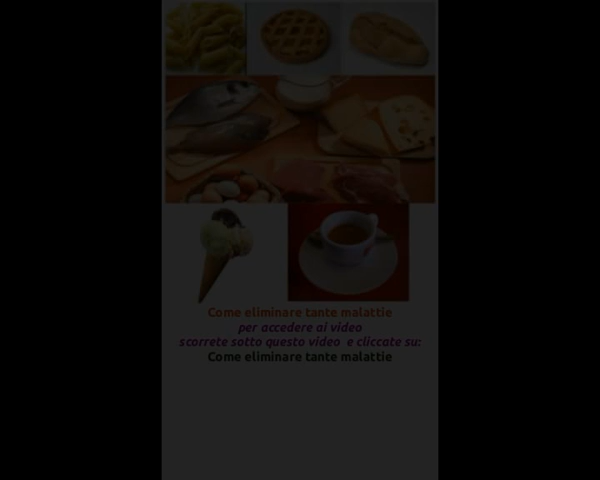 Come eliminare tante malattie
per accedere ai video
scorrete sotto questo video e cliccate su:
Come eliminare tante malattie